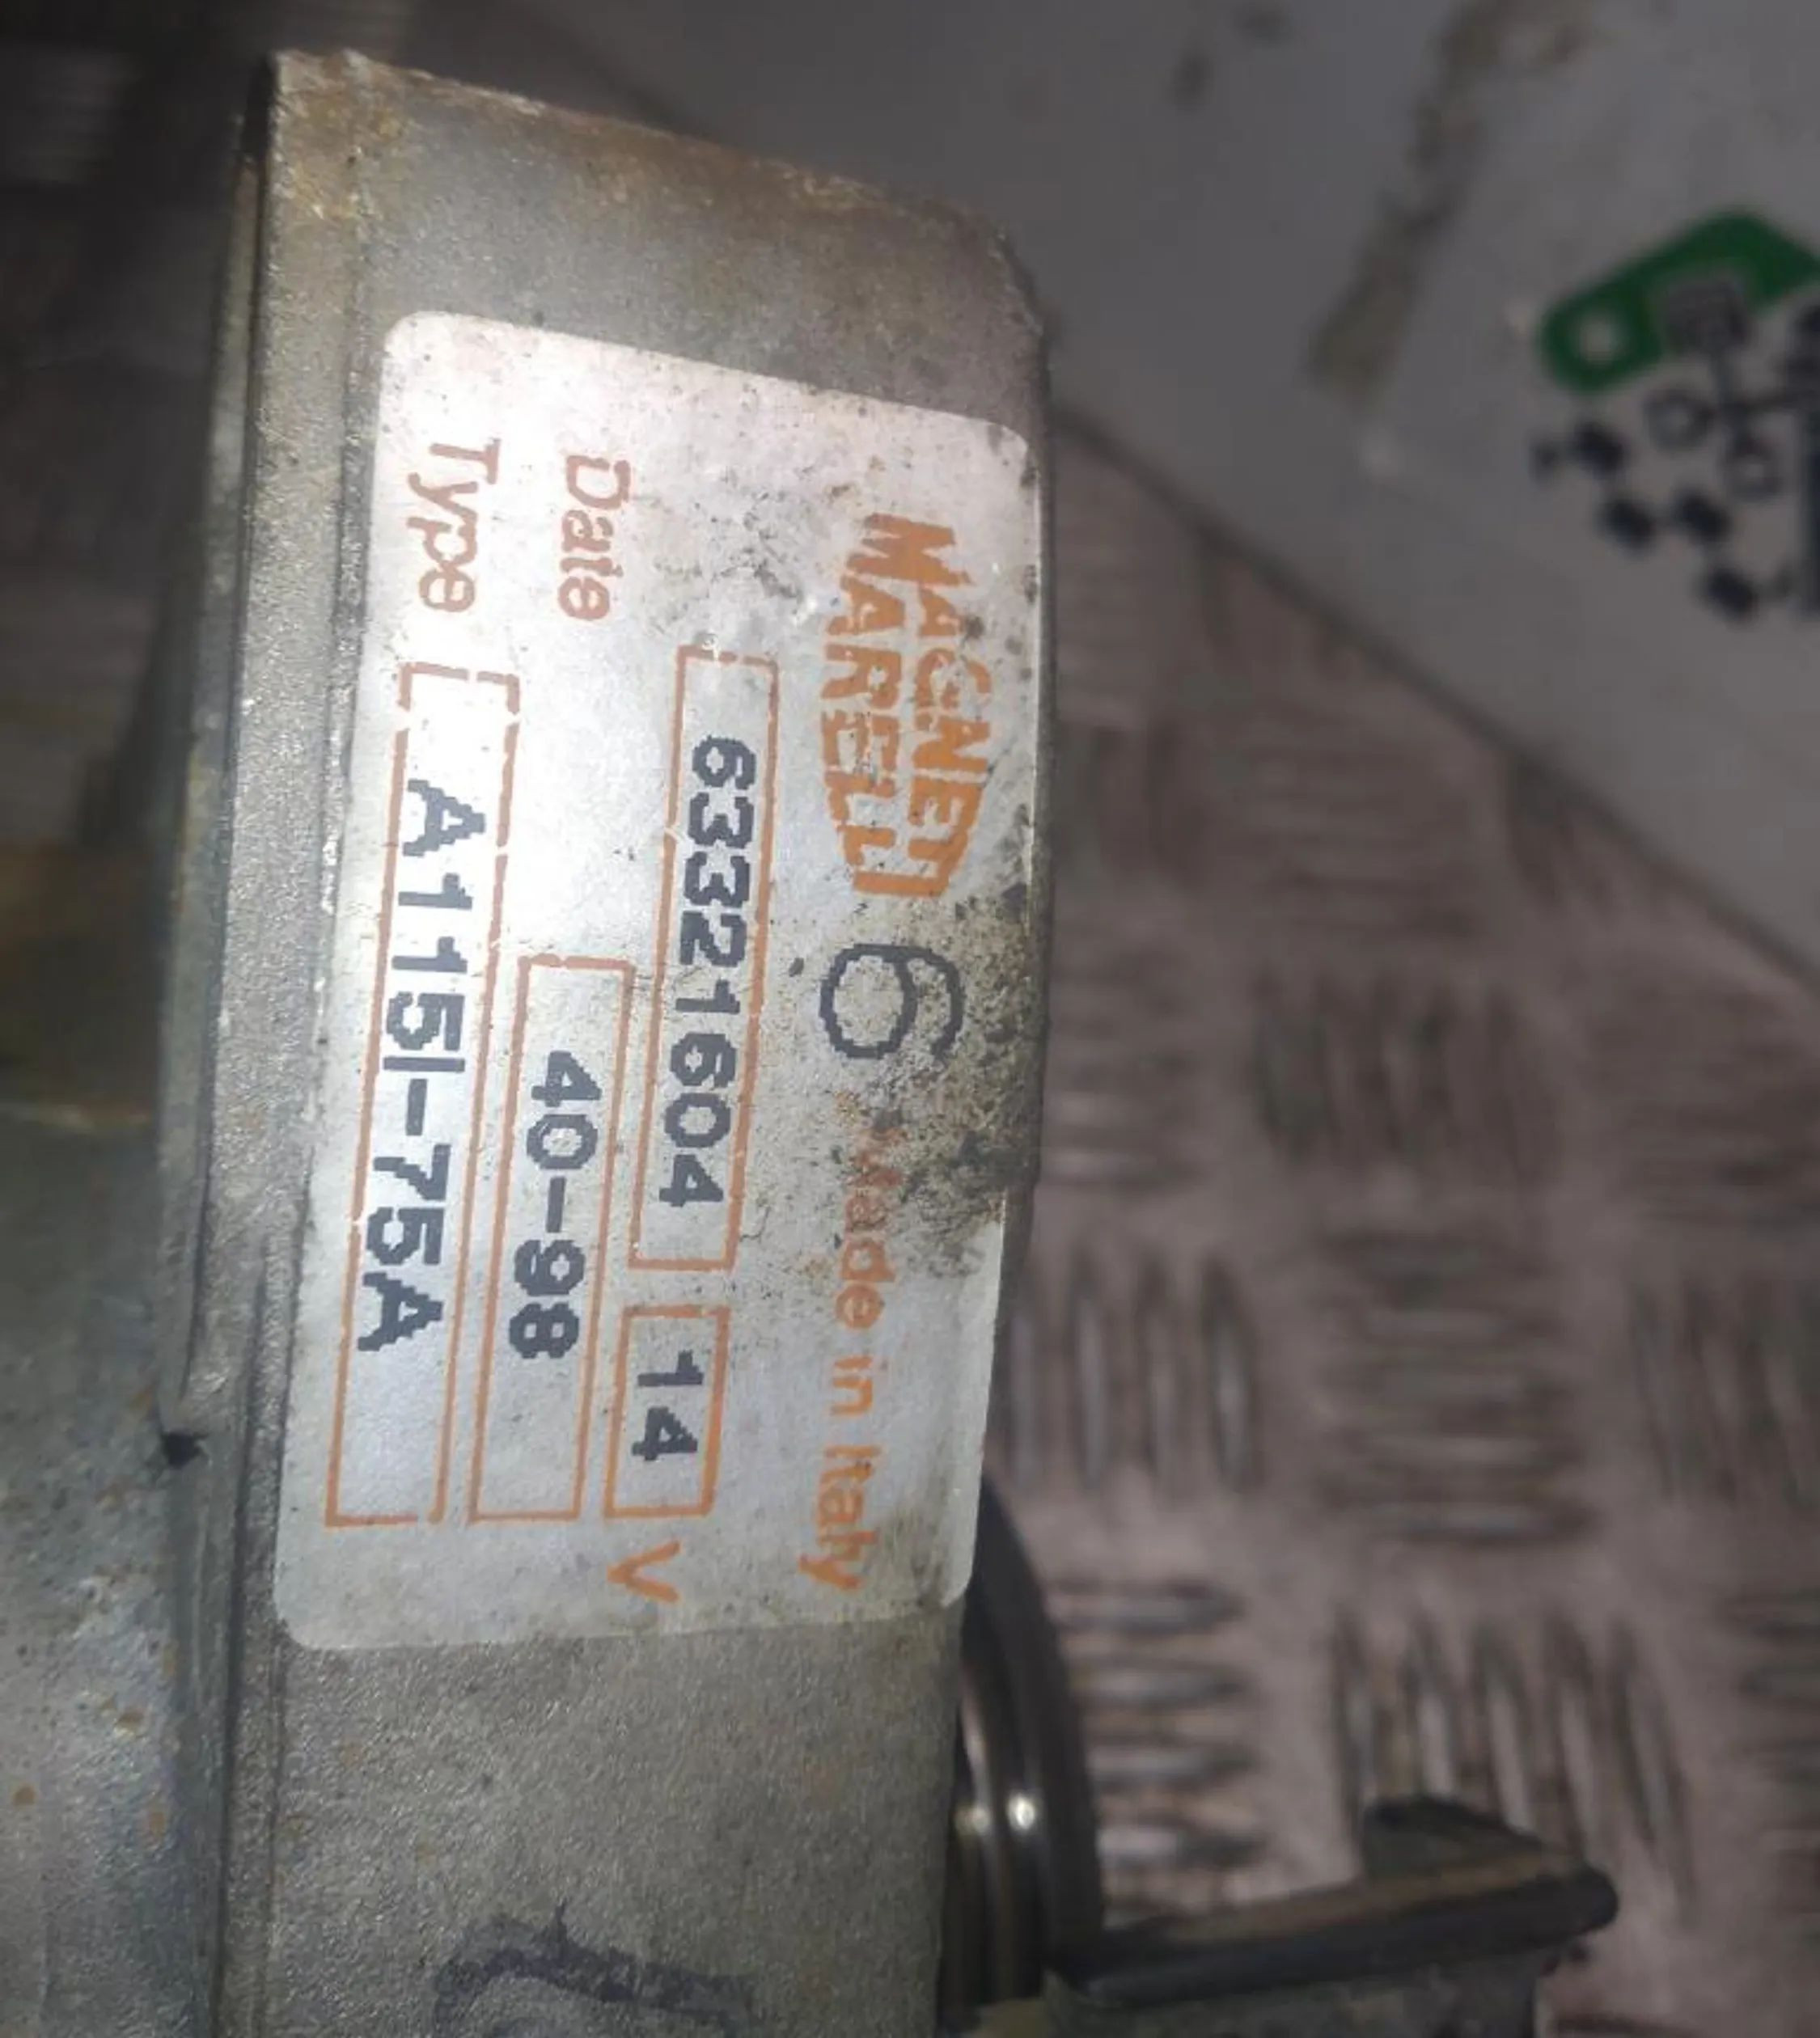 MAGNETI
MARELLI
6
Made in Italy
63321604
14 V
Date
40-98
Type
A115I-75A